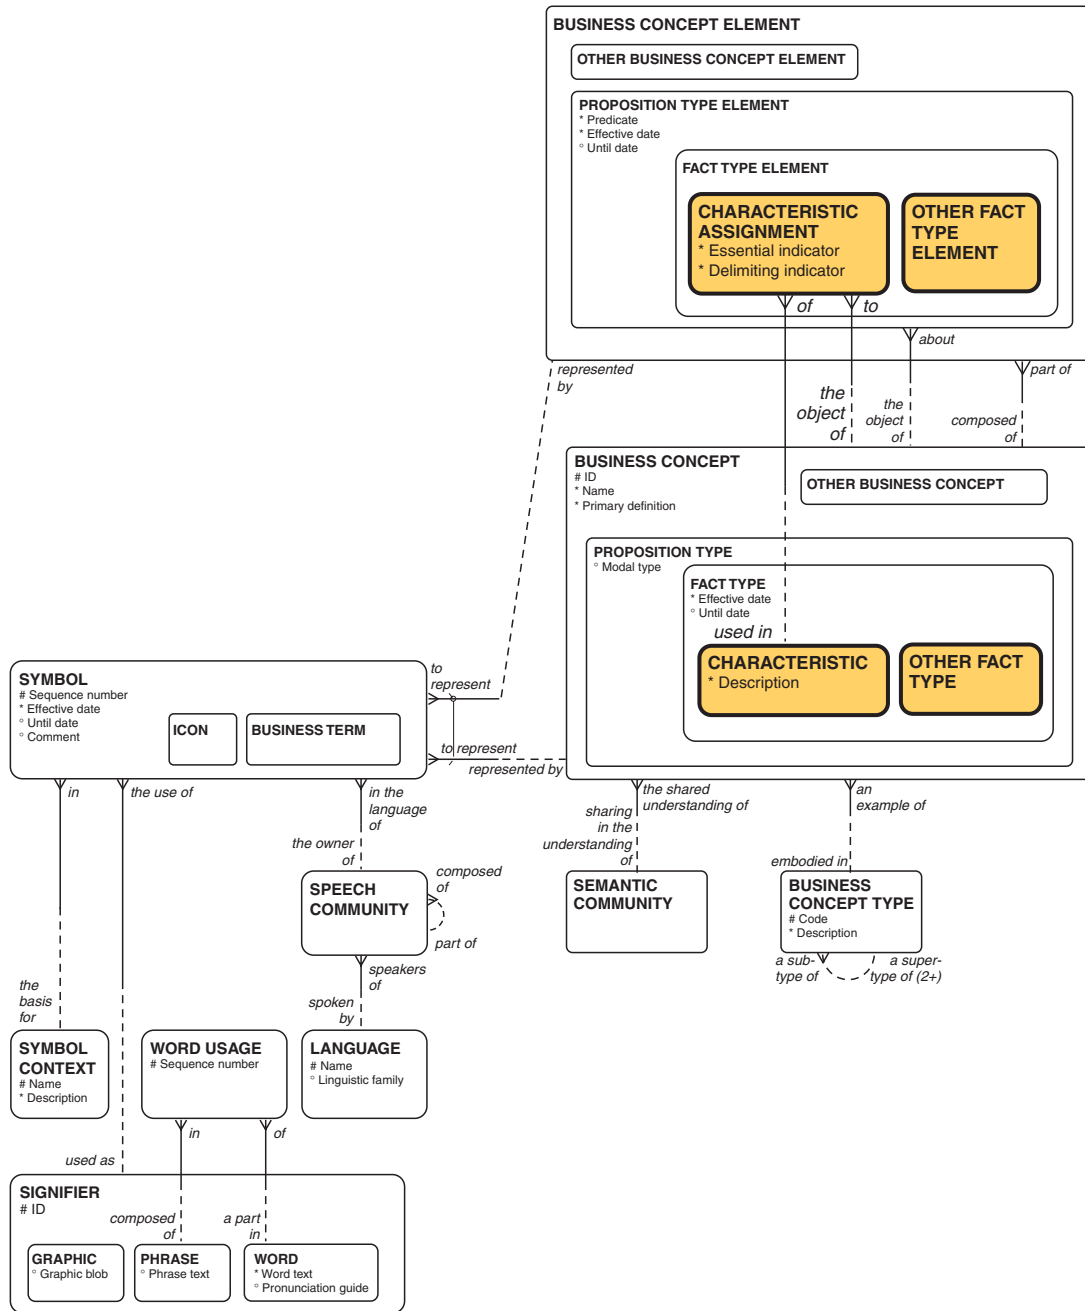 BUSINESS CONCEPT ELEMENT
OTHER BUSINESS CONCEPT ELEMENT
PROPOSITION TYPE ELEMENT
* Predicate
* Effective date
° Until date
FACT TYPE ELEMENT
CHARACTERISTIC
ASSIGNMENT
* Essential indicator
* Delimiting indicator
OTHER FACT
TYPE
ELEMENT
of
to
about
represented
by
part of
the
object
of
the
object
of
composed
of
BUSINESS CONCEPT
# ID
* Name
* Primary definition
OTHER BUSINESS CONCEPT
PROPOSITION TYPE
° Modal type
FACT TYPE
* Effective date
° Until date
used in
CHARACTERISTIC
* Description
OTHER FACT
TYPE
to
represent
SYMBOL
# Sequence number
* Effective date
° Until date
° Comment
ICON
BUSINESS TERM
to represent
represented by
in
the use of
in the
language
of
the shared
understanding of
an
example of
sharing
in the
understanding
of
the owner
of
composed
of
embodied in
SPEECH
COMMUNITY
part of
SEMANTIC
COMMUNITY
BUSINESS
CONCEPT TYPE
# Code
* Description
a sub-
type of
a super-
type of (2+)
speakers
of
the
basis
for
spoken
by
SYMBOL
CONTEXT
# Name
* Description
WORD USAGE
# Sequence number
LANGUAGE
# Name
° Linguistic family
in
of
used as
SIGNIFIER
# ID
composed
of
a part
in
GRAPHIC
° Graphic blob
PHRASE
° Phrase text
WORD
* Word text
° Pronunciation guide